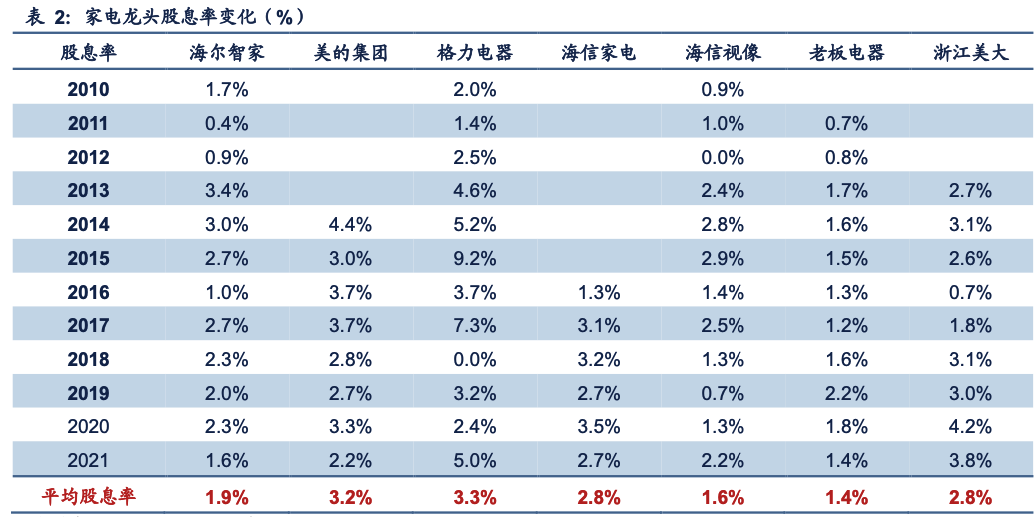 表 2: 家电龙头股息率变化（%）
股息率 海尔智家 美的集团 格力电器 海信家电 海信视像 老板电器 浙江美大
2010 1.7% 2.0% 0.9%
2011 0.4% 1.4% 1.0% 0.7%
2012 0.9% 2.5% 0.0% 0.8%
2013 3.4% 4.6% 2.4% 1.7% 2.7%
2014 3.0% 4.4% 5.2% 2.8% 1.6% 3.1%
2015 2.7% 3.0% 9.2% 2.9% 1.5% 2.6%
2016 1.0% 3.7% 3.7% 1.3% 1.4% 1.3% 0.7%
2017 2.7% 3.7% 7.3% 3.1% 2.5% 1.2% 1.8%
2018 2.3% 2.8% 0.0% 3.2% 1.3% 1.6% 3.1%
2019 2.0% 2.7% 3.2% 2.7% 0.7% 2.2% 3.0%
2020 2.3% 3.3% 2.4% 3.5% 1.3% 1.8% 4.2%
2021 1.6% 2.2% 5.0% 2.7% 2.2% 1.4% 3.8%
平均股息率 1.9% 3.2% 3.3% 2.8% 1.6% 1.4% 2.8%